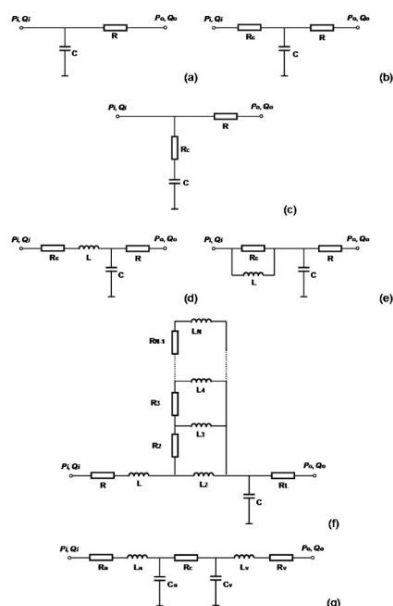 Pi, Qi Po, Qo Pi, Qi Po, Qo
R Rc R
C C
(a) (b)
Pi, Qi Po, Qo
R
Rc
C
(c)
Pi, Qi Po, Qo Pi, Qi Po, Qo
Rc L R Rc R
C L C
(d) (e)
LN
RN-1
L4
R3
L3
R2
Pi, Qi Po, Qo
R L L2 R1
C
(f)
Pi, Qi Po, Qo
Ra La Rc Lv Rv
Ca Cv
(g)